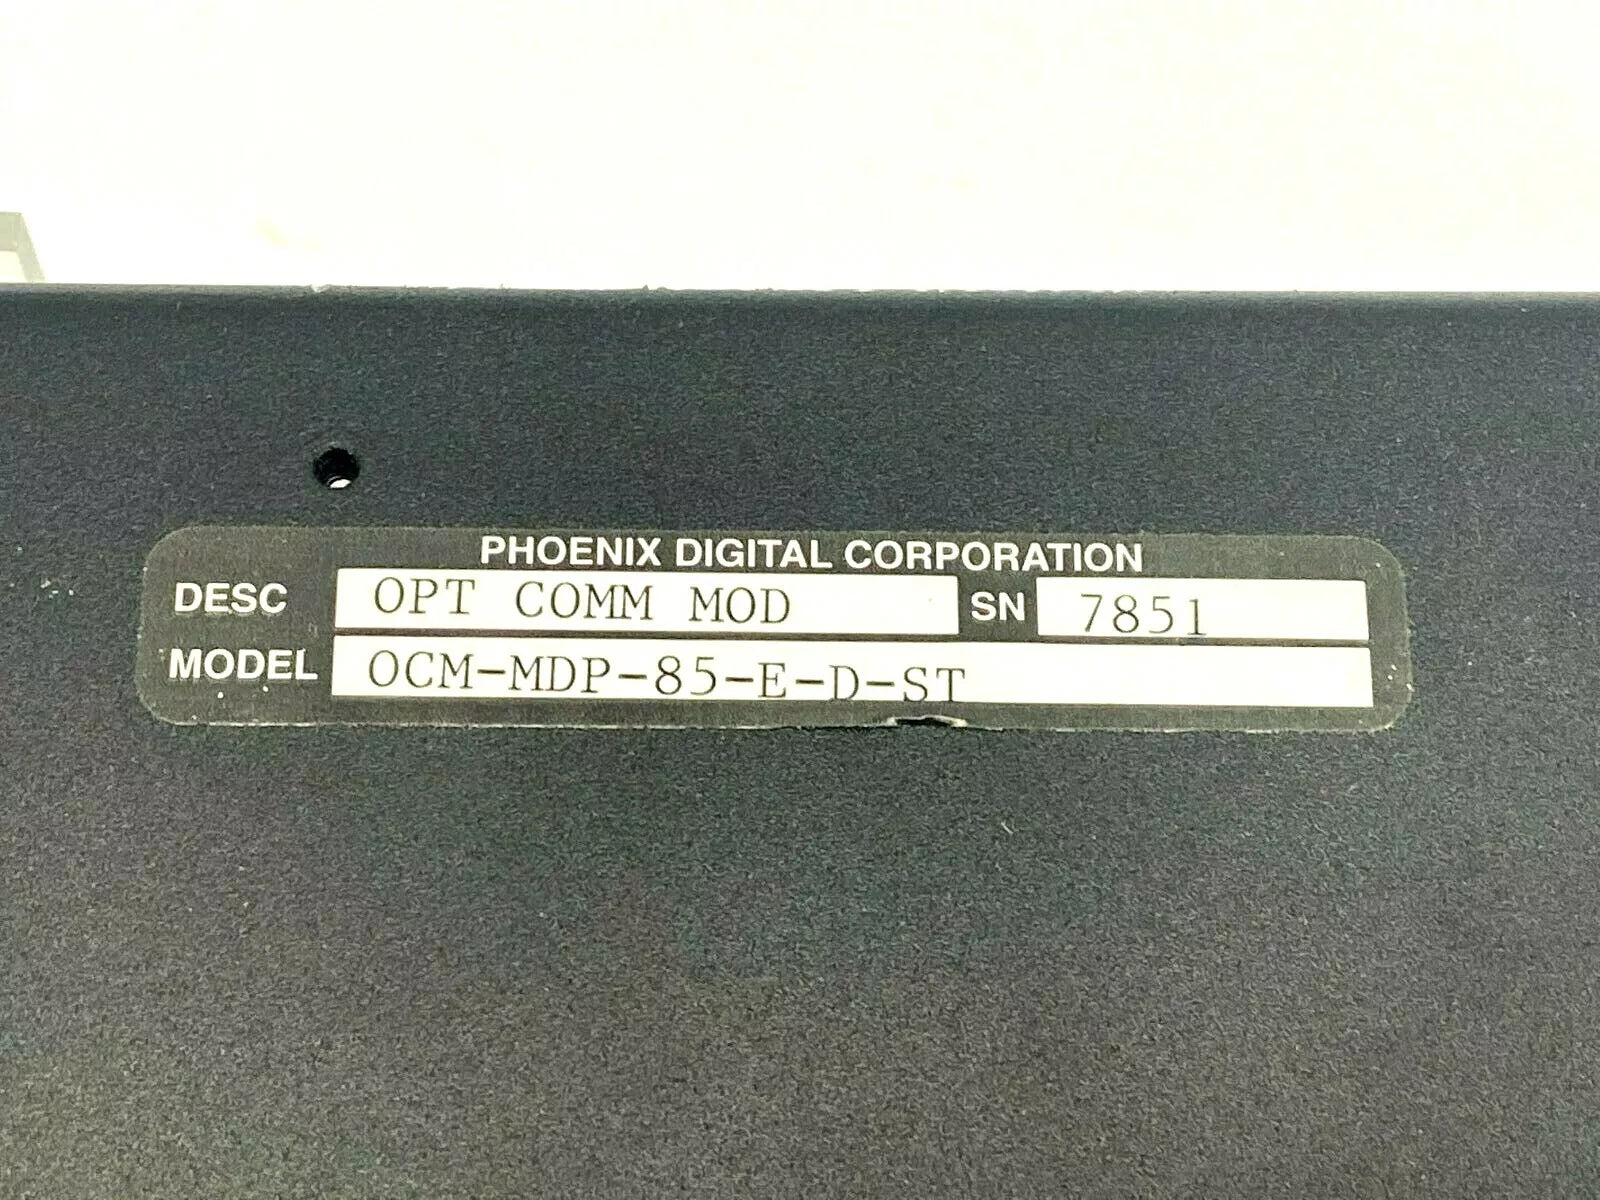 PHOENIX DIGITAL CORPORATION
DESC OPT COMM MOD SN 7851
MODEL OCM-MDP-85-E-D-ST